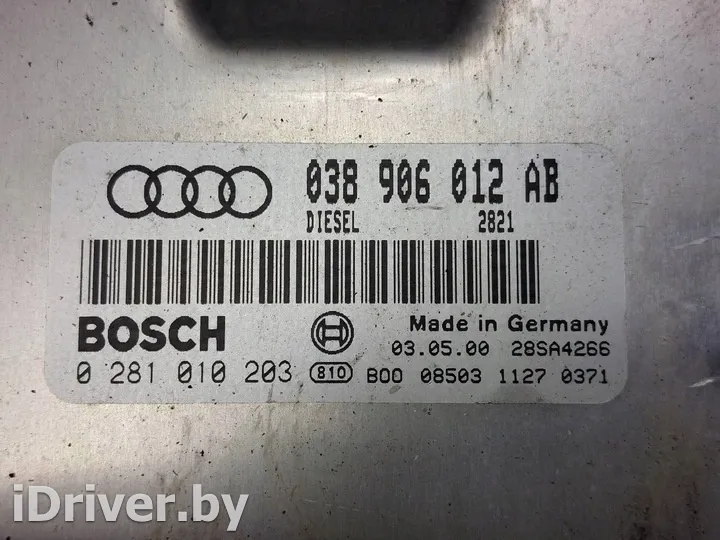 038 906 012 AB
DIESEL 2821
BOSCH
Made in Germany
03.05.00 28SA4266
0 281 010 203 810 B00 08503 1127 0371
iDriver.by